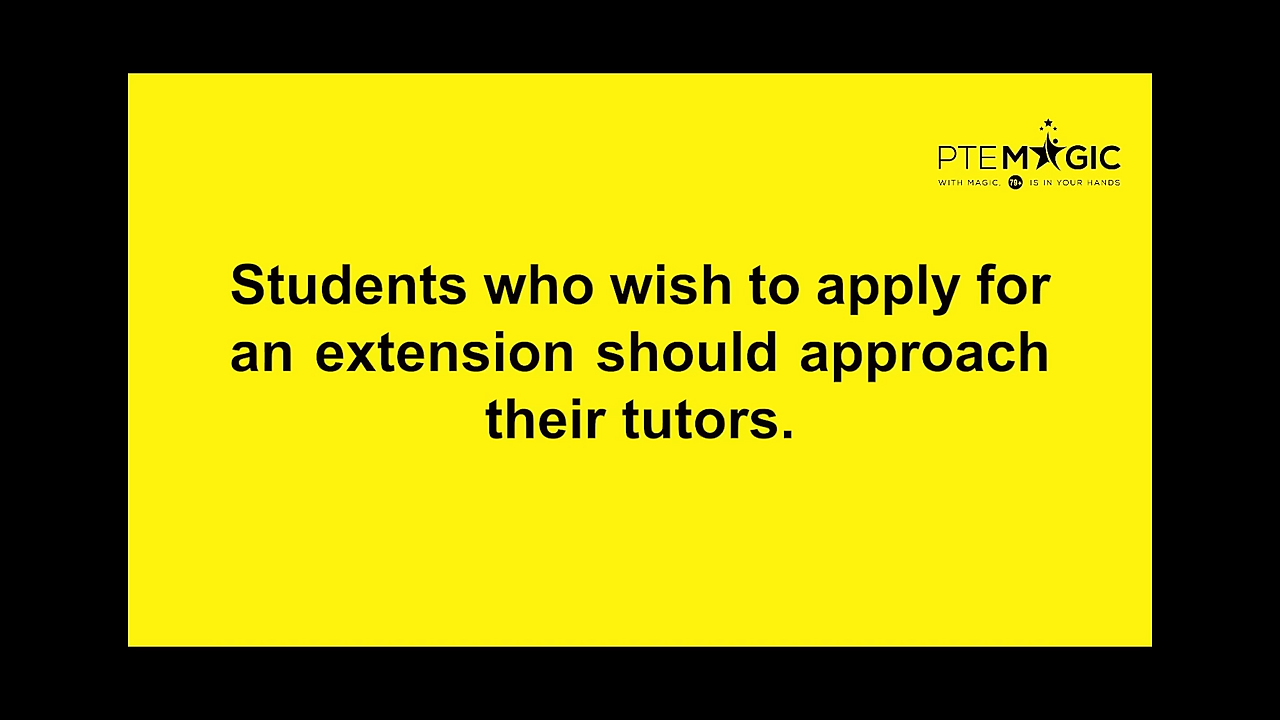 PTEMAGIC
WITH MAGIC, 79+ IS IN YOUR HANDS
Students who wish to apply for
an extension should approach
their tutors.